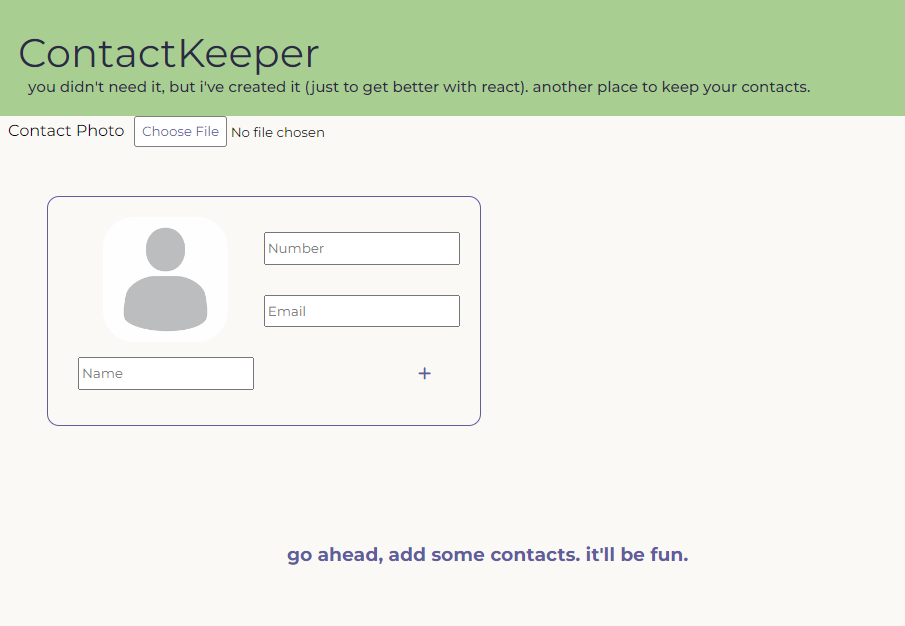 ContactKeeper
you didn't need it, but i've created it (just to get better with react). another place to keep your contacts.
Contact Photo Choose File No file chosen
Number
Email
Name +
go ahead, add some contacts. it'll be fun.